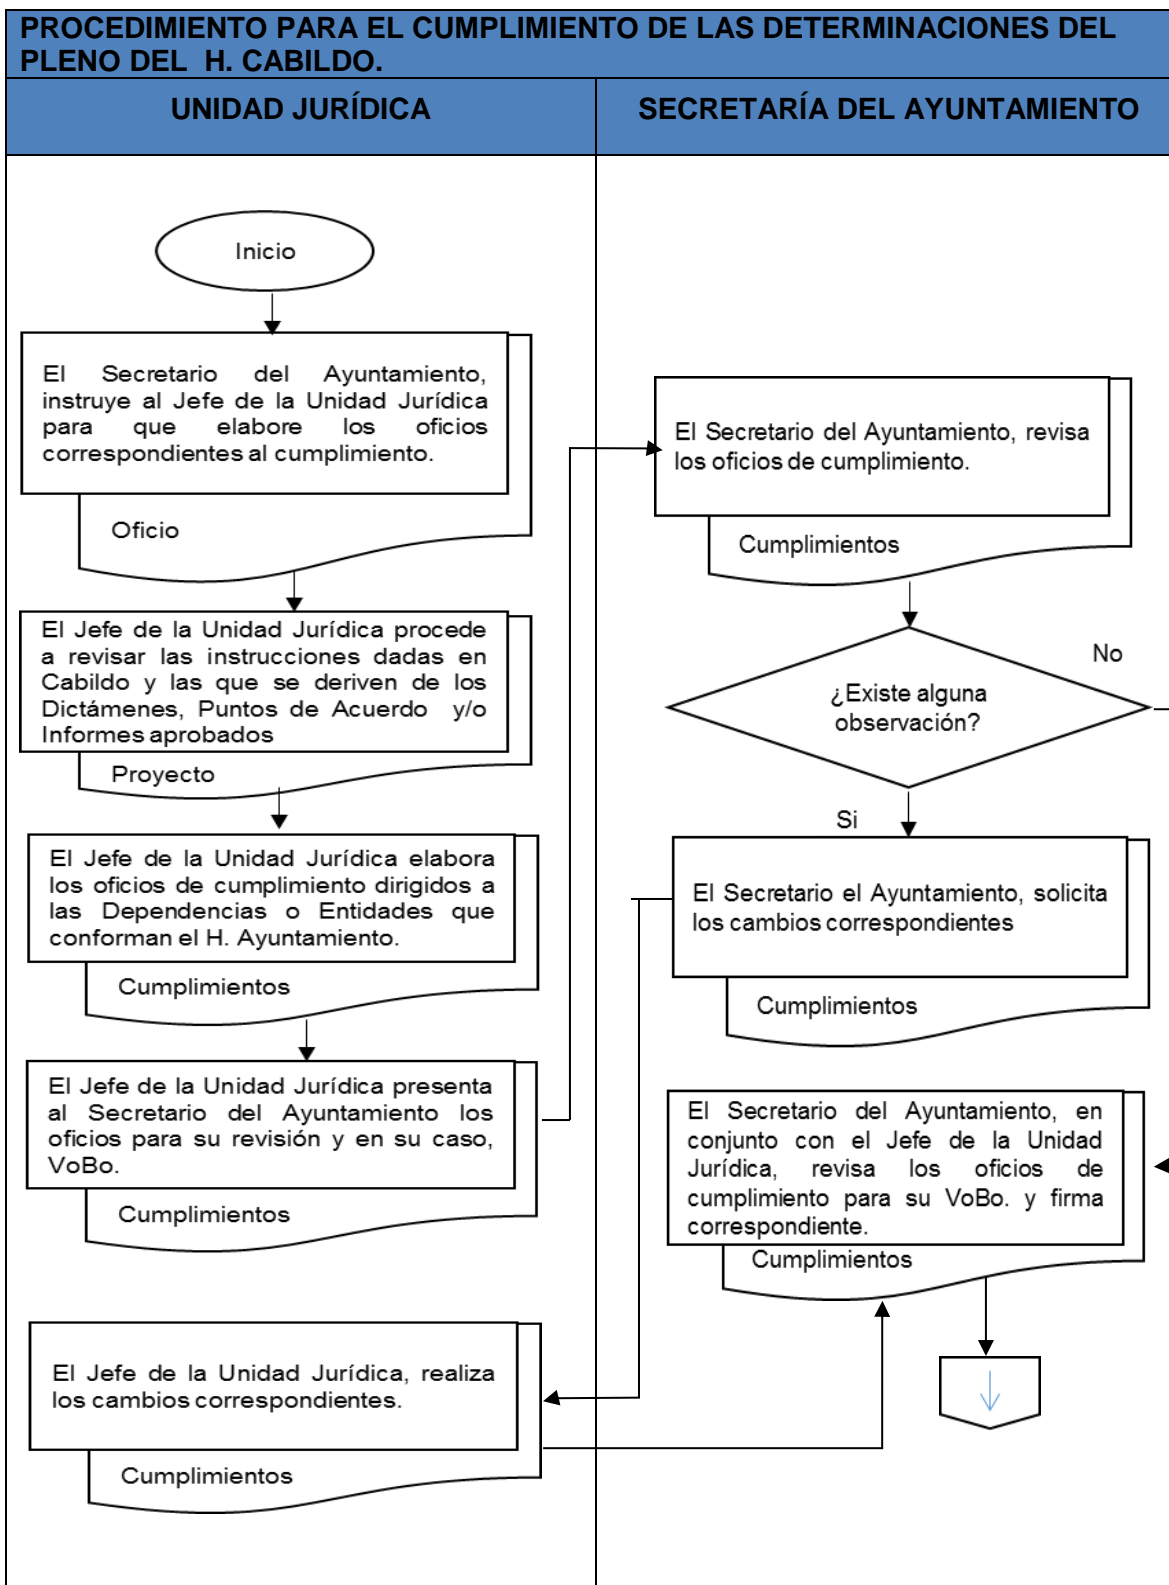 PROCEDIMIENTO PARA EL CUMPLIMIENTO DE LAS DETERMINACIONES DEL
PLENO DEL H. CABILDO.
UNIDAD JURÍDICA
SECRETARÍA DEL AYUNTAMIENTO
Inicio
El Secretario del Ayuntamiento,
instruye al Jefe de la Unidad Jurídica
para que elabore los oficios
correspondientes al cumplimiento.
Oficio
El Jefe de la Unidad Jurídica procede
a revisar las instrucciones dadas en
Cabildo y las que se deriven de los
Dictámenes, Puntos de Acuerdo y/o
Informes aprobados
Proyecto
El Jefe de la Unidad Jurídica elabora
los oficios de cumplimiento dirigidos a
las Dependencias o Entidades que
conforman el H. Ayuntamiento.
Cumplimientos
El Jefe de la Unidad Jurídica presenta
al Secretario del Ayuntamiento los
oficios para su revisión y en su caso,
VoBo.
Cumplimientos
El Jefe de la Unidad Jurídica, realiza
los cambios correspondientes.
Cumplimientos
El Secretario del Ayuntamiento, revisa
los oficios de cumplimiento.
Cumplimientos
¿Existe alguna
observación?
No
Si
El Secretario el Ayuntamiento, solicita
los cambios correspondientes
Cumplimientos
El Secretario del Ayuntamiento, en
conjunto con el Jefe de la Unidad
Jurídica, revisa los oficios de
cumplimiento para su VoBo. y firma
correspondiente.
Cumplimientos